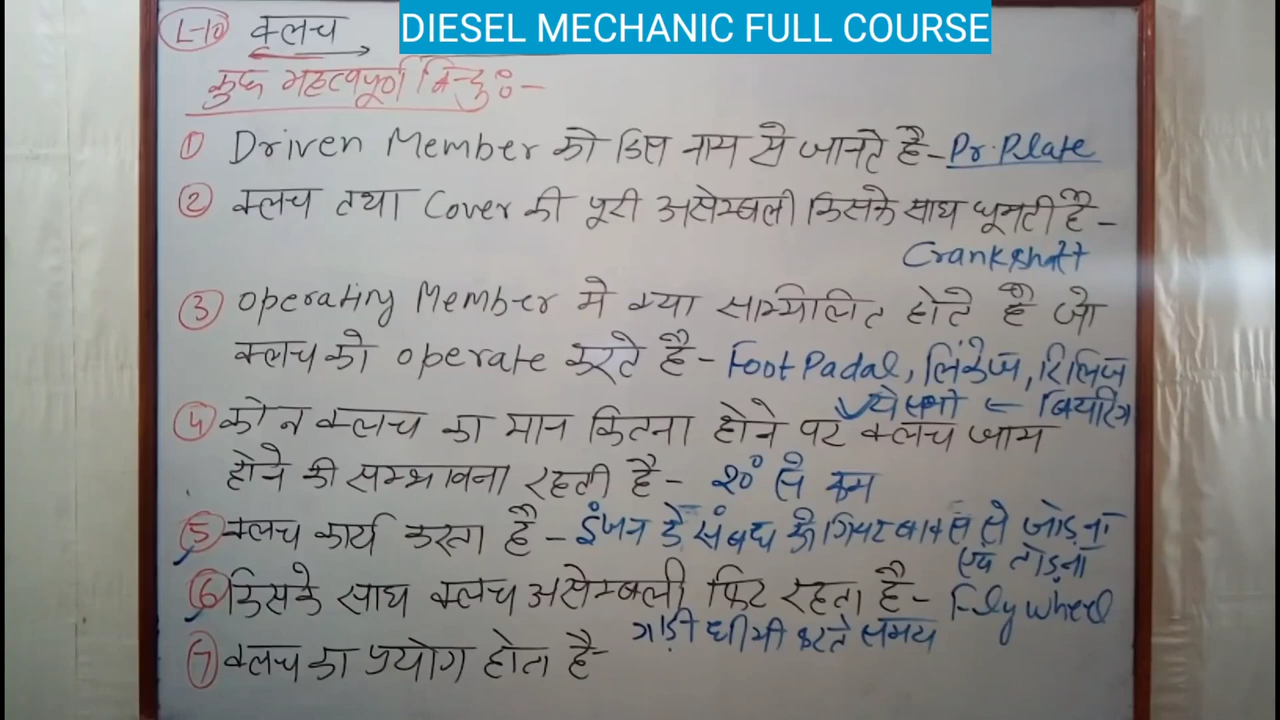 DIESEL MECHANIC FULL COURSE
L-10 क्लच
कुछ महत्वपूर्ण बिन्दु :-
① Driven Member को किस नाम से जानते है- Pr. Plate
② क्लच तथा Cover की पूरी असेम्बली किसके साथ घूमती है -
Crankshaft
③ Operating Member मे क्या साम्मिलित होते है जो
क्लच को operate करते है - Foot Padal, लिंकेज, रिलिज
बियरिंग
④ कोन क्लच का मान कितना होने पर क्लच जाम
होने की सम्भावना रहती है - २०° से कम
⑤ क्लच कार्य करता है - इंजन के संबध की गियर बाक्स से जोड़ना
एवं तोड़ना
⑥ किसके साथ क्लच असेम्बली फिट रहता है - Flywheel
⑦ क्लच का प्रयोग होता है- गाड़ी धीमी करते समय